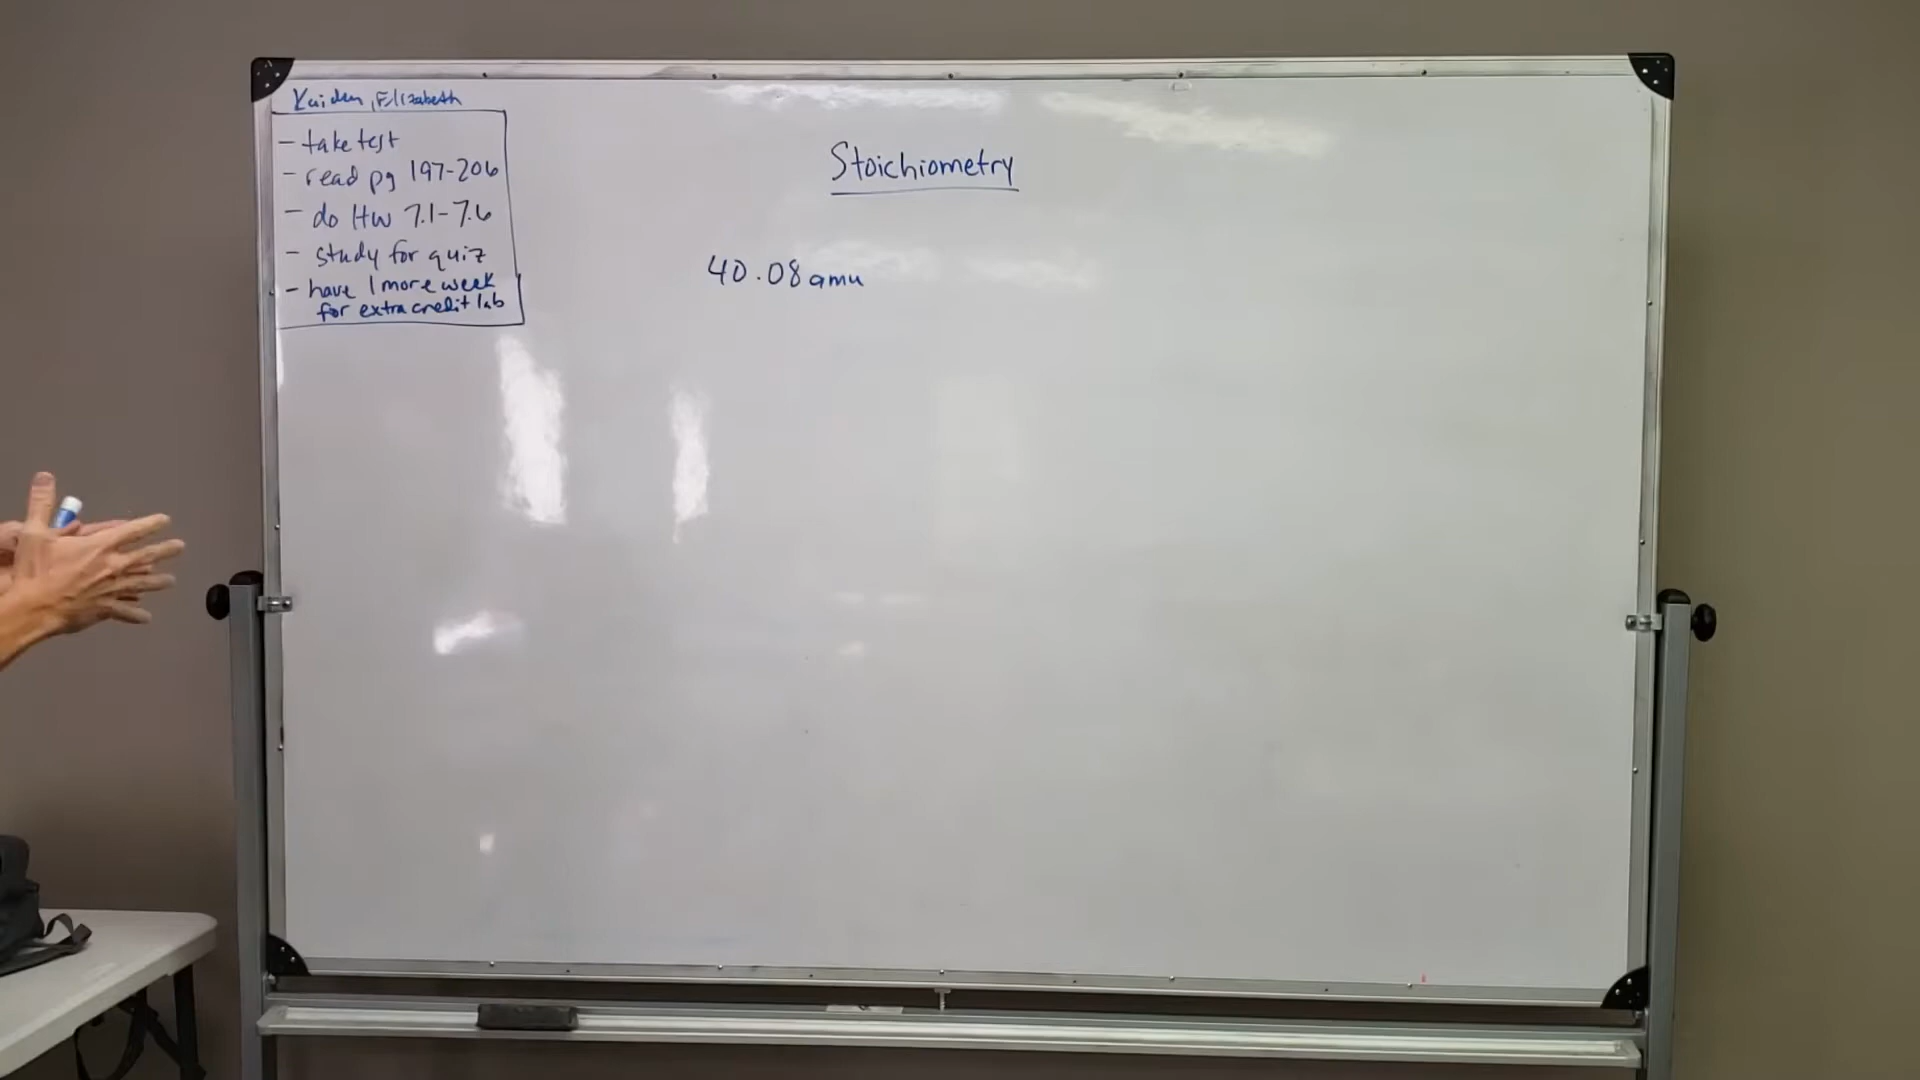 Kaiden, Elizabeth
- take test
- read pg 197-206
- do HW 7.1-7.6
- study for quiz
- have 1 more week
for extra credit lab
Stoichiometry
40.08 amu